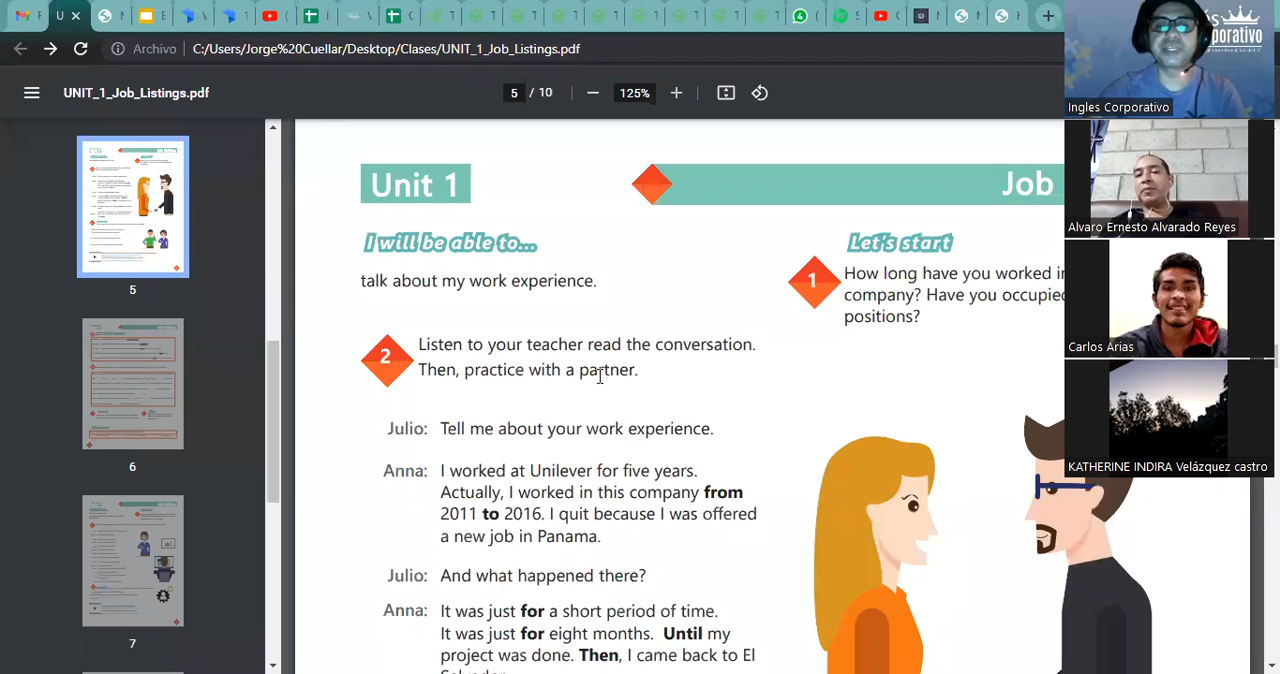 U
E
T
T
S
Archivo
C:/Users/Jorge%20Cuellar/Desktop/Clases/UNIT_1_Job_Listings.pdf
UNIT_1_Job_Listings.pdf
5 / 10
125%
5
6
7
Unit 1
Job
I will be able to...
talk about my work experience.
Let's start
1
How long have you worked in
company? Have you occupied
positions?
2
Listen to your teacher read the conversation.
Then, practice with a partner.
Julio: Tell me about your work experience.
Anna: I worked at Unilever for five years.
Actually, I worked in this company from
2011 to 2016. I quit because I was offered
a new job in Panama.
Julio: And what happened there?
Anna: It was just for a short period of time.
It was just for eight months. Until my
project was done. Then, I came back to El
Ingles Corporativo
Alvaro Ernesto Alvarado Reyes
Carlos Arias
KATHERINE INDIRA Velázquez castro